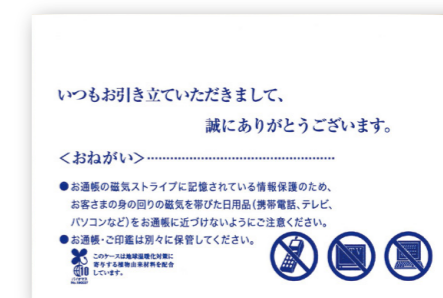 いつもお引き立ていただきまして、
誠にありがとうございます。
<おねがい>
●お通帳の磁気ストライプに記憶されている情報保護のため、
お客さまの身の回りの磁気を帯びた日用品(携帯電話、テレビ、
パソコンなど)をお通帳に近づけないようにご注意ください。
●お通帳・ご印鑑は別々に保管してください。
このケースは地球温暖化対策に
寄与する植物由来材料を配合
しています。
10